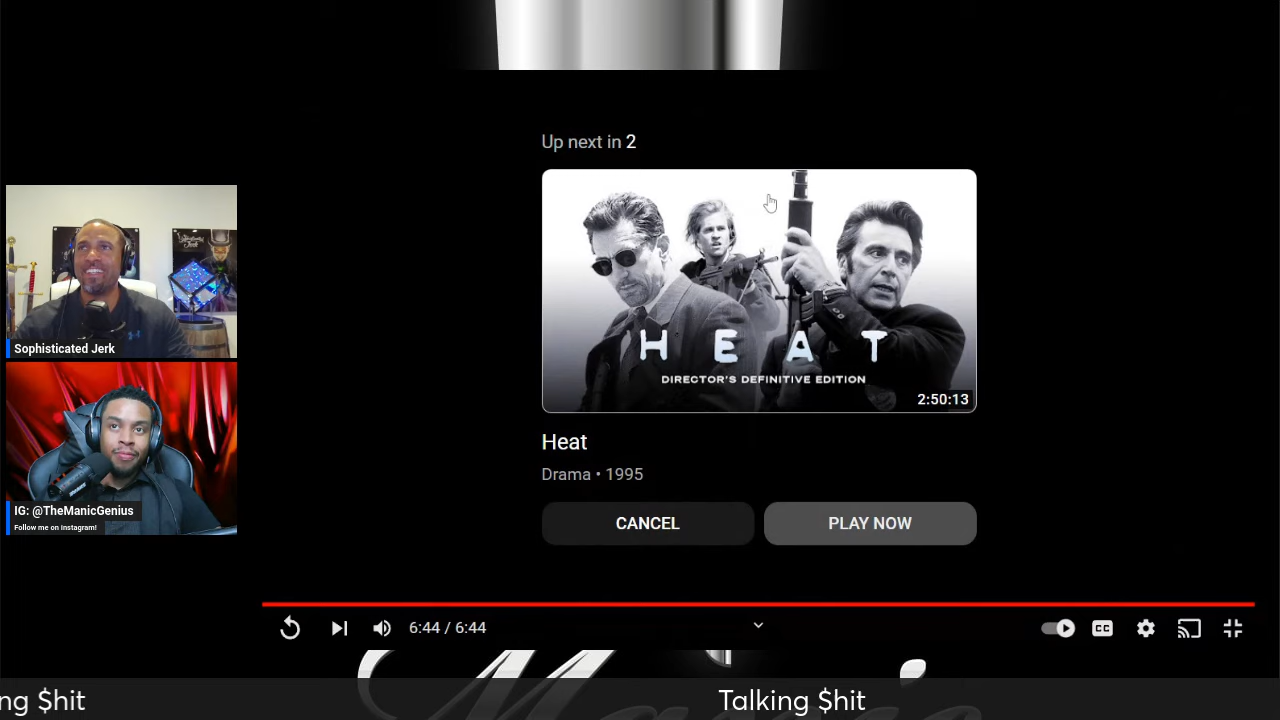 Up next in 2
HEAT
DIRECTOR'S DEFINITIVE EDITION
2:50:13
Heat
Drama • 1995
CANCEL
PLAY NOW
Sophisticated Jerk
IG: @TheManicGenius
Follow me on Instagram!
6:44 / 6:44
CC
ng $hit
Talking $hit